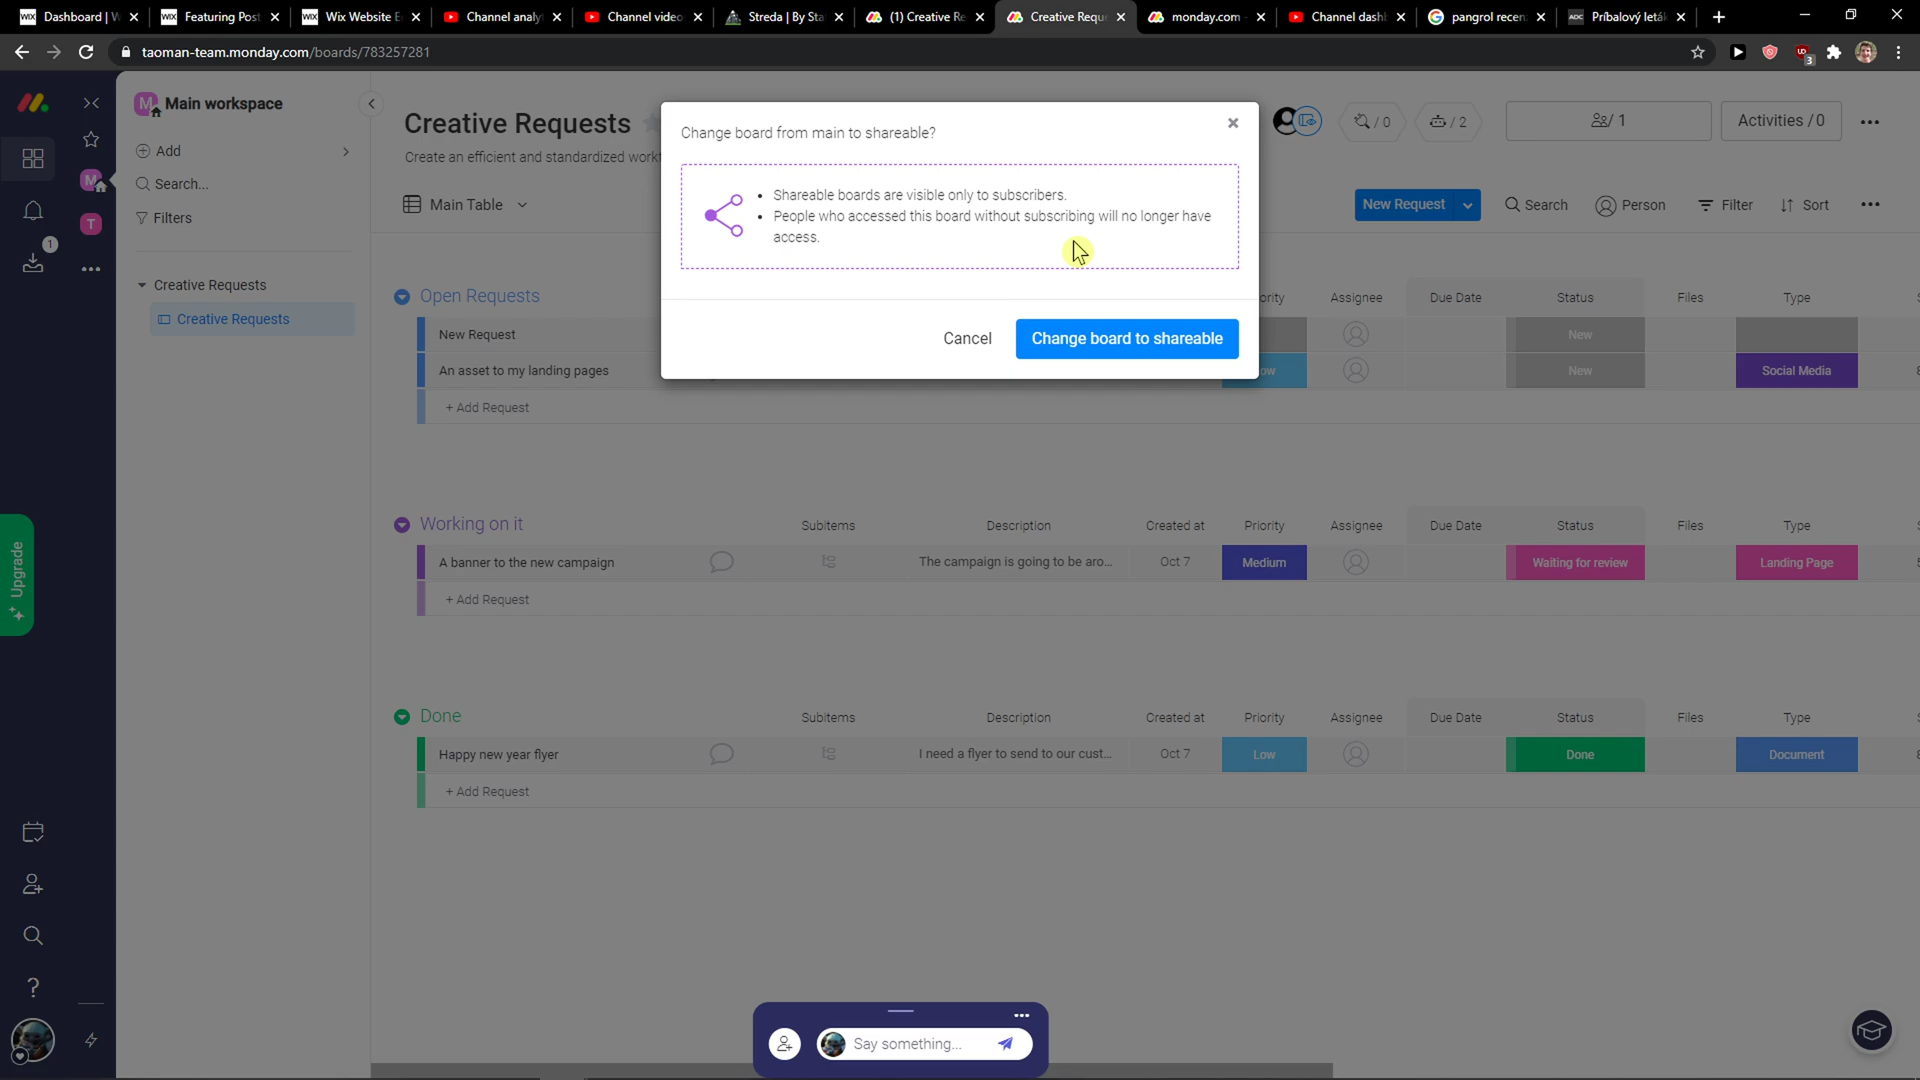 Dashboard | W
Featuring Post
Wix Website E
Channel analy
Channel video
Streda | By Sta
(1) Creative Re
Creative Requ
monday.com -
Channel dash
pangrol recen
Príbalový leták
taoman-team.monday.com/boards/783257281
3
Main workspace
Add
Search...
Filters
Creative Requests
Creative Requests
1
M
M
T
Upgrade
Creative Requests
Create an efficient and standardized workf
Main Table
/ 0
/ 2
/ 1
Activities / 0
New Request
Search
Person
Filter
Sort
Change board from main to shareable?
• Shareable boards are visible only to subscribers.
• People who accessed this board without subscribing will no longer have
access.
Cancel
Change board to shareable
Open Requests
ority
Assignee
Due Date
Status
Files
Type
New Request
New
An asset to my landing pages
ow
New
Social Media
+ Add Request
Working on it
Subitems
Description
Created at
Priority
Assignee
Due Date
Status
Files
Type
A banner to the new campaign
The campaign is going to be aro...
Oct 7
Medium
Waiting for review
Landing Page
+ Add Request
Done
Subitems
Description
Created at
Priority
Assignee
Due Date
Status
Files
Type
Happy new year flyer
I need a flyer to send to our cust...
Oct 7
Low
Done
Document
+ Add Request
Say something...